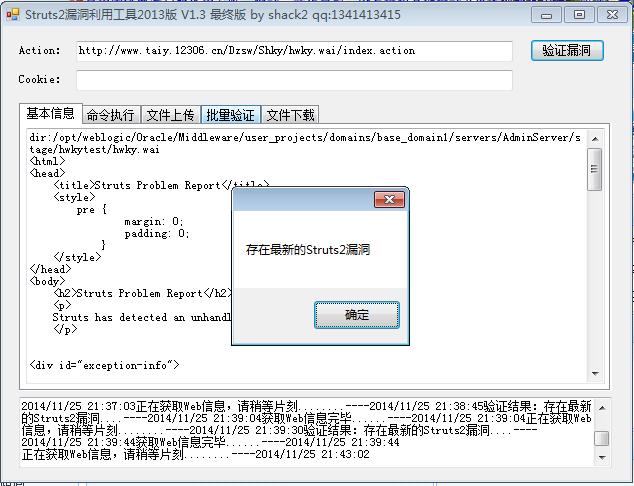 Struts2漏洞利用工具2013版 V1.3 最终版 by shack2 qq:1341413415
Action:
http://www.taiy.12306.cn/Dzsw/Shky/hwky.wai/index.action
验证漏洞
Cookie:
基本信息 命令执行 文件上传 批量验证 文件下载
dir:/opt/weblogic/Oracle/Middleware/user_projects/domains/base_domain1/servers/AdminServer/s
tage/hwkytest/hwky.wai
<html>
<head>
<title>Struts Problem Report</title>
<style>
pre {
margin: 0;
padding: 0;
}
</style>
</head>
<body>
<h2>Struts Problem Report</h2>
<p>
Struts has detected an unhandl
</p>
<div id="exception-info">
存在最新的Struts2漏洞
确定
2014/11/25 21:37:03正在获取Web信息，请稍等片刻........----2014/11/25 21:38:45验证结果：存在最新
的Struts2漏洞....----2014/11/25 21:39:04获取Web信息完毕......----2014/11/25 21:39:04正在获取Web
信息，请稍等片刻........----2014/11/25 21:39:30验证结果：存在最新的Struts2漏洞....----
2014/11/25 21:39:44获取Web信息完毕......----2014/11/25 21:39:44
正在获取Web信息，请稍等片刻........----2014/11/25 21:43:02